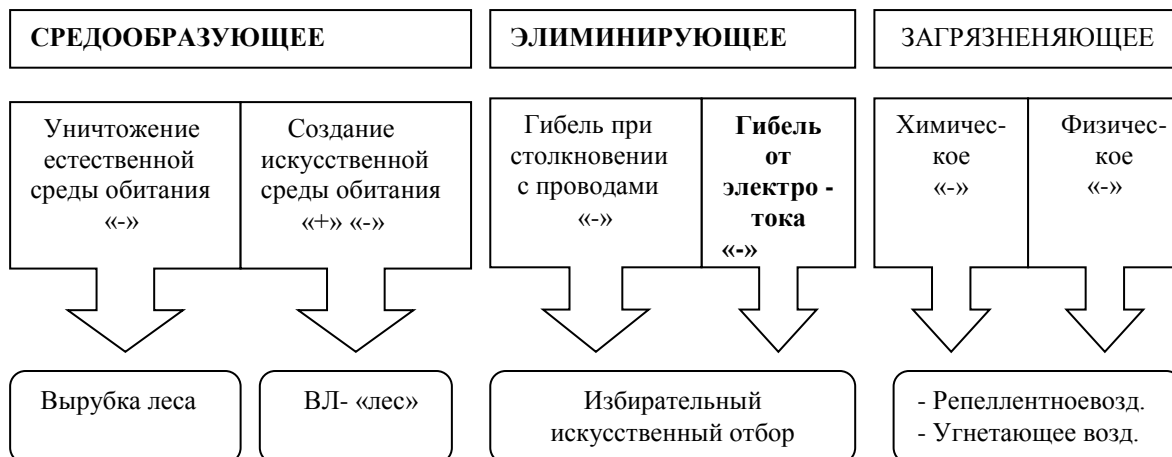 СРЕДООБРАЗУЮЩЕЕ
ЭЛИМИНИРУЮЩЕЕ
ЗАГРЯЗНЕНЯЮЩЕЕ
Уничтожение
естественной
среды обитания
«-»
Создание
искусственной
среды обитания
«+» «-»
Гибель при
столкновении
с проводами
«-»
Гибель
от
электро -
тока
«-»
Химичес-
кое
«-»
Физичес-
кое
«-»
Вырубка леса
ВЛ- «лес»
Избирательный
искусственный отбор
- Репеллентноевозд.
- Угнетающее возд.